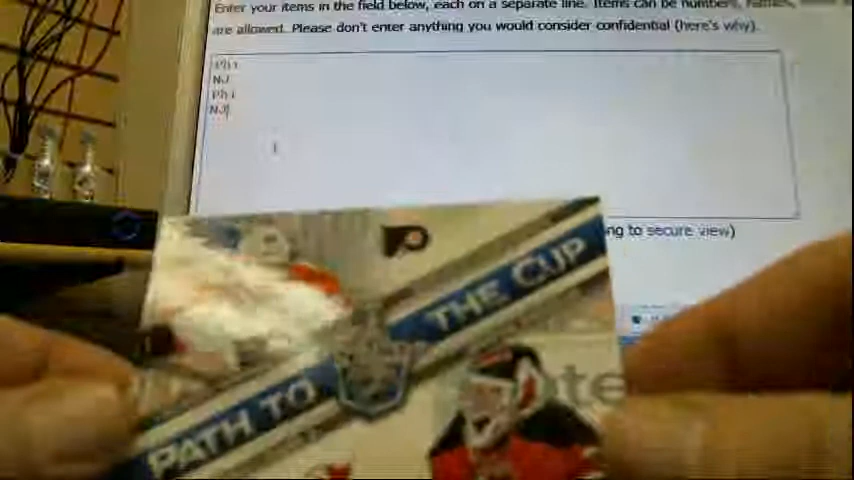 Enter your items in the field below, each on a separate line. Items can be numbers, names,
are allowed. Please don't enter anything you would consider confidential (here's why).
Phi
NJ
Phi
NJ
ng to secure view)
PATH TO THE CUP